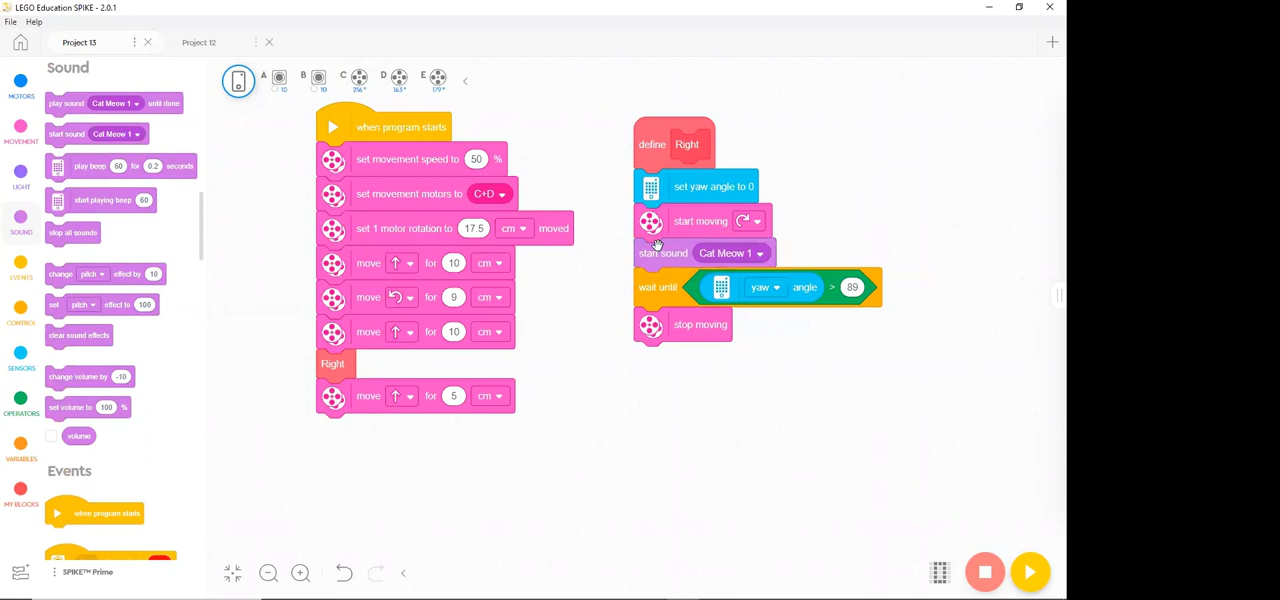 LEGO Education SPIKE - 2.0.1
File Help
Project 13
Project 12
MOTORS
MOVEMENT
LIGHT
SOUND
EVENTS
CONTROL
SENSORS
OPERATORS
VARIABLES
MY BLOCKS
Sound
play sound Cat Meow 1 until done
start sound Cat Meow 1
play beep 60 for 0.2 seconds
start playing beep 60
stop all sounds
change pitch effect by 10
set pitch effect to 100
clear sound effects
change volume by -10
set volume to 100 %
volume
Events
when program starts
SPIKE™ Prime
A B C D E
10 10 216° 163° 179°
when program starts
set movement speed to 50 %
set movement motors to C+D
set 1 motor rotation to 17.5 cm moved
move for 10 cm
move for 9 cm
move for 10 cm
Right
move for 5 cm
define Right
set yaw angle to 0
start moving
start sound Cat Meow 1
wait until yaw angle > 89
stop moving